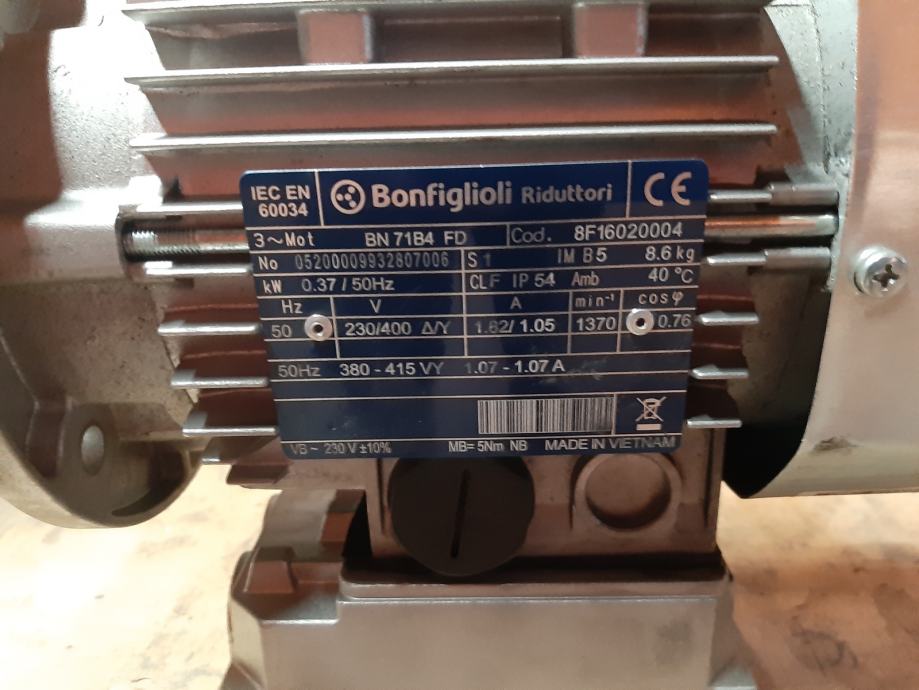 IEC EN
60034
Bonfiglioli Riduttori
CE
3~Mot BN 71B4 FD Cod. 8F16020004
No 05200009932807006 S1 IM B5 8.6 kg
kW 0.37 / 50Hz CLF IP 54 Amb 40 °C
Hz V A min⁻¹ cosφ
50 230/400 Δ/Y 1.82/ 1.05 1370 0.76
50Hz 380 - 415 VY 1.07 - 1.07 A
VB ~ 230 V ±10% MB= 5Nm NB MADE IN VIETNAM